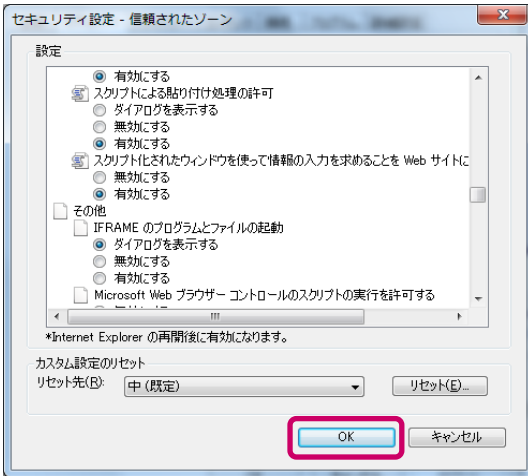 セキュリティ設定 - 信頼されたゾーン
設定
有効にする
スクリプトによる貼り付け処理の許可
ダイアログを表示する
無効にする
有効にする
スクリプト化されたウィンドウを使って情報の入力を求めることを Web サイトに
無効にする
有効にする
その他
IFRAME のプログラムとファイルの起動
ダイアログを表示する
無効にする
有効にする
Microsoft Web ブラウザー コントロールのスクリプトの実行を許可する
*Internet Explorer の再開後に有効になります。
カスタム設定のリセット
リセット先(R): 中 (既定) リセット(E)...
OK キャンセル